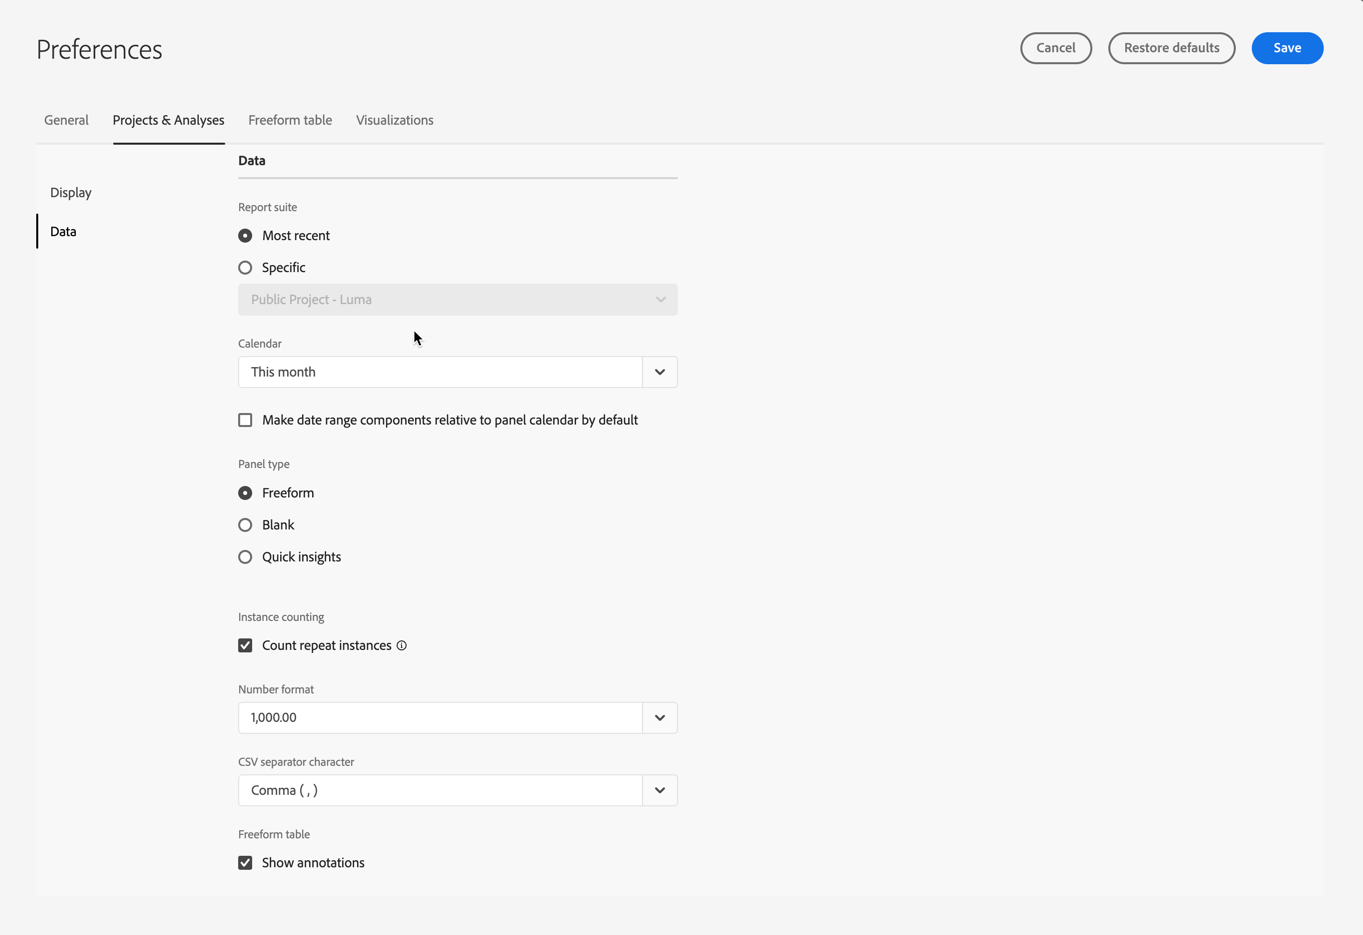 Preferences
Cancel
Restore defaults
Save
General
Projects & Analyses
Freeform table
Visualizations
Display
Data
Data
Report suite
Most recent
Specific
Public Project - Luma
Calendar
This month
Make date range components relative to panel calendar by default
Panel type
Freeform
Blank
Quick insights
Instance counting
Count repeat instances
Number format
1,000.00
CSV separator character
Comma ( , )
Freeform table
Show annotations